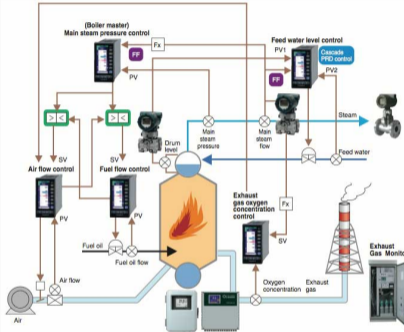 (Boiler master)
Main steam pressure control
Feed water level control
Fx
FF
PV
PV1
Cascade
PRD control
PV2
FF
> <
> <
Drum
level
Main
steam
pressure
Main
steam
flow
Steam
Feed water
SV
SV
Air flow control
Fuel flow control
Exhaust
gas oxygen
concentration
control
Fx
PV
PV
SV
Fuel oil
Fuel oil flow
Air flow
Air
Oxygen
concentration
Exhaust
gas
Exhaust
Gas Monito